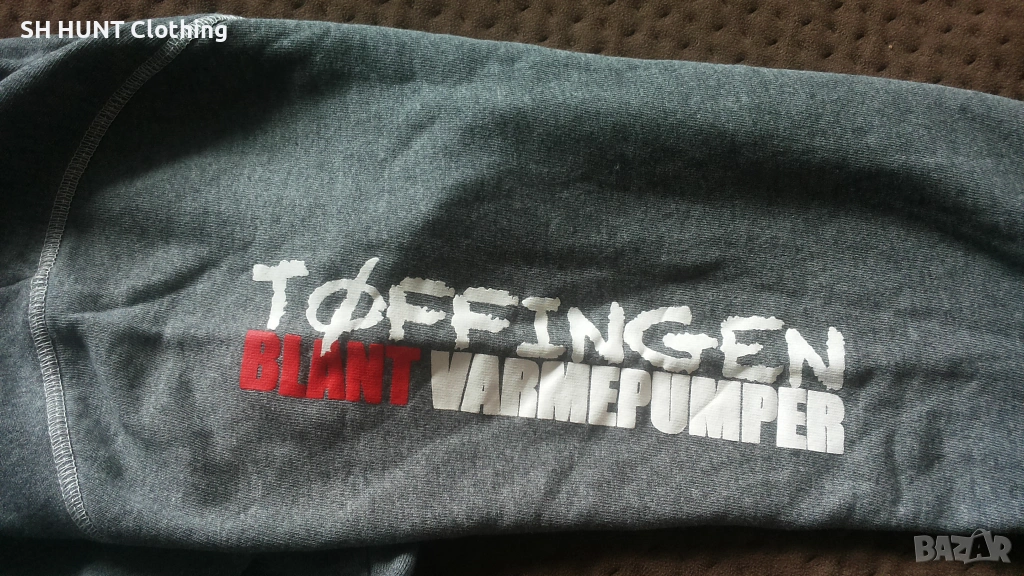 SH HUNT Clothing
TØFFINGEN
BLANT VARMEPUMPER
BAZAR